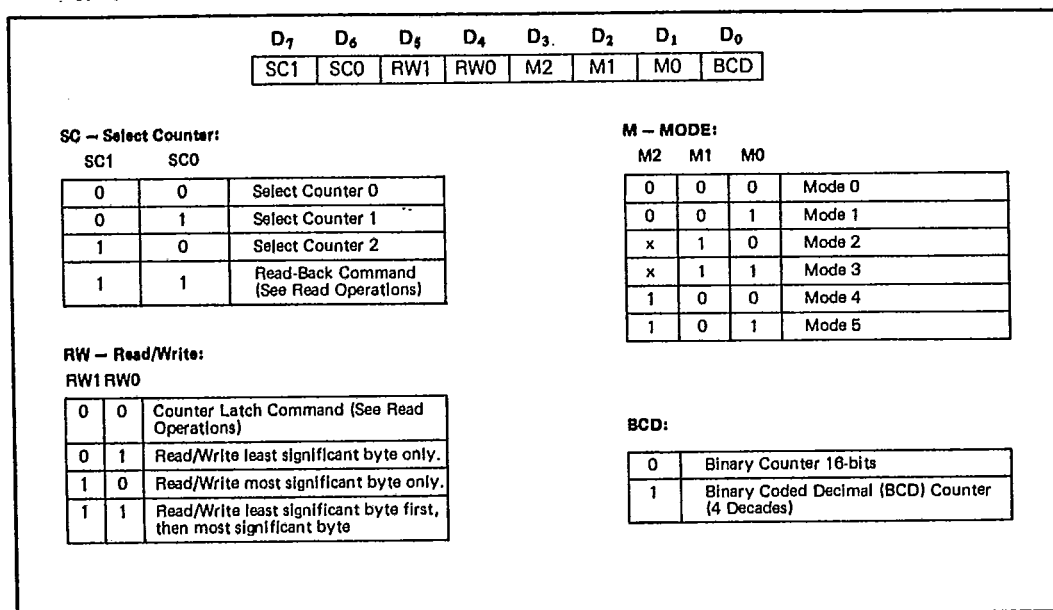 D7 D6 D5 D4 D3. D2 D1 D0
SC1 SC0 RW1 RW0 M2 M1 M0 BCD
SC — Select Counter:
SC1 SC0
0 0 Select Counter 0
0 1 Select Counter 1
1 0 Select Counter 2
1 1 Read-Back Command
(See Read Operations)
RW — Read/Write:
RW1 RW0
0 0 Counter Latch Command (See Read
Operations)
0 1 Read/Write least significant byte only.
1 0 Read/Write most significant byte only.
1 1 Read/Write least significant byte first,
then most significant byte
M — MODE:
M2 M1 M0
0 0 0 Mode 0
0 0 1 Mode 1
x 1 0 Mode 2
x 1 1 Mode 3
1 0 0 Mode 4
1 0 1 Mode 5
BCD:
0 Binary Counter 16-bits
1 Binary Coded Decimal (BCD) Counter
(4 Decades)